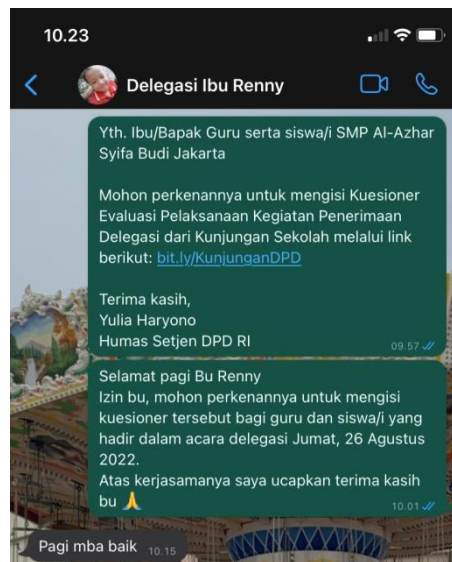 10.23
Delegasi Ibu Renny
Yth. Ibu/Bapak Guru serta siswa/i SMP Al-Azhar
Syifa Budi Jakarta
Mohon perkenannya untuk mengisi Kuesioner
Evaluasi Pelaksanaan Kegiatan Penerimaan
Delegasi dari Kunjungan Sekolah melalui link
berikut: bit.ly/KunjunganDPD
Terima kasih,
Yulia Haryono
Humas Setjen DPD RI
09.57
Selamat pagi Bu Renny
Izin bu, mohon perkenannya untuk mengisi
kuesioner tersebut bagi guru dan siswa/i yang
hadir dalam acara delegasi Jumat, 26 Agustus
2022.
Atas kerjasamanya saya ucapkan terima kasih
bu 🙏
10.01
Pagi mba baik 10.15